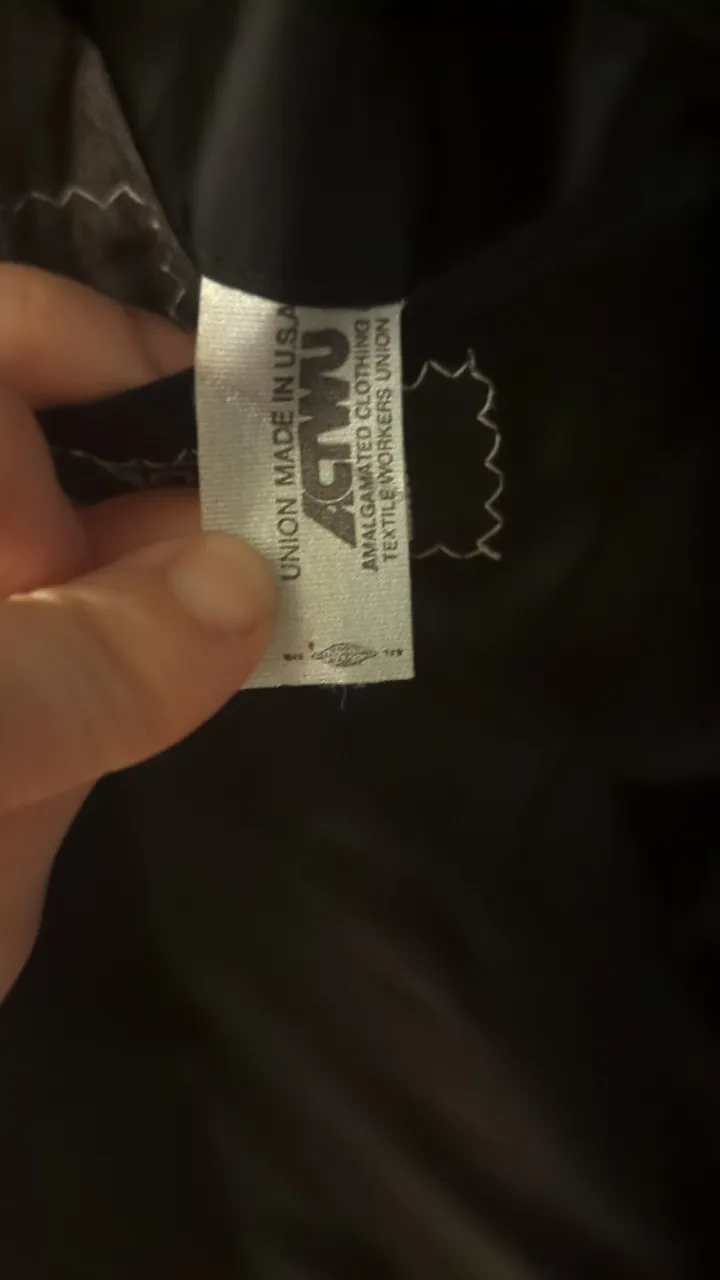 UNION MADE IN U.S.A
ACTWU
AMALGAMATED CLOTHING
TEXTILE WORKERS UNION